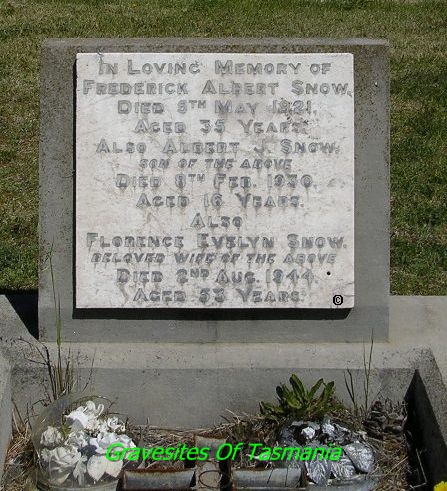 In Loving Memory of
Frederick Albert Snow.
Died 5th May 1921.
Aged 35 Years.
Also Albert J. Snow.
son of the above
Died 8th Feb. 1930.
Aged 16 Years.
Also
Florence Evelyn Snow.
beloved wife of the above
Died 2nd Aug. 1944.
Aged 53 Years.
©
Gravesites Of Tasmania